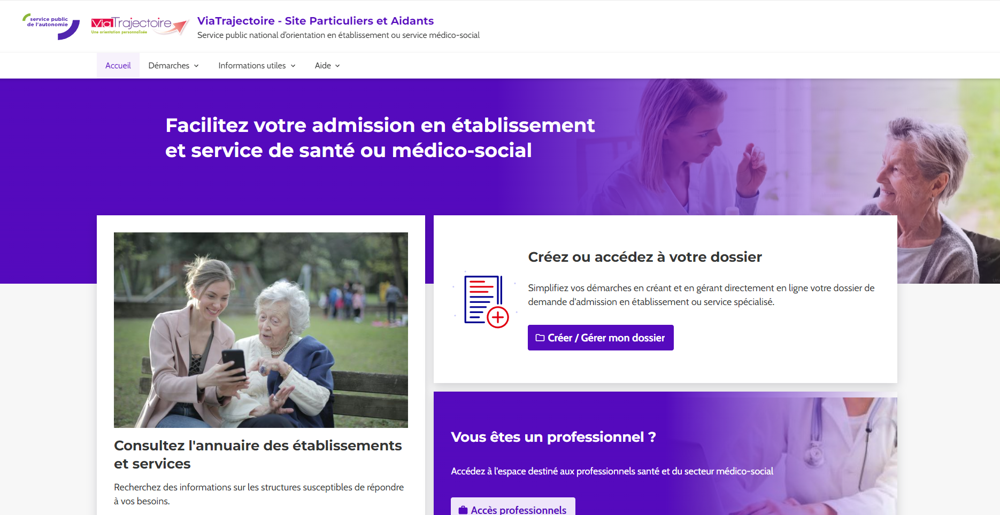 service public
de l'autonomie
ViaTrajectoire
Une orientation personnalisée
ViaTrajectoire - Site Particuliers et Aidants
Service public national d'orientation en établissement ou service médico-social
Accueil
Démarches
Informations utiles
Aide
Facilitez votre admission en établissement
et service de santé ou médico-social
Consultez l'annuaire des établissements
et services
Recherchez des informations sur les structures susceptibles de répondre
à vos besoins.
Créez ou accédez à votre dossier
Simplifiez vos démarches en créant et en gérant directement en ligne votre dossier de
demande d'admission en établissement ou service spécialisé.
Créer / Gérer mon dossier
Vous êtes un professionnel ?
Accédez à l'espace destiné aux professionnels santé et du secteur médico-social
Accès professionnels